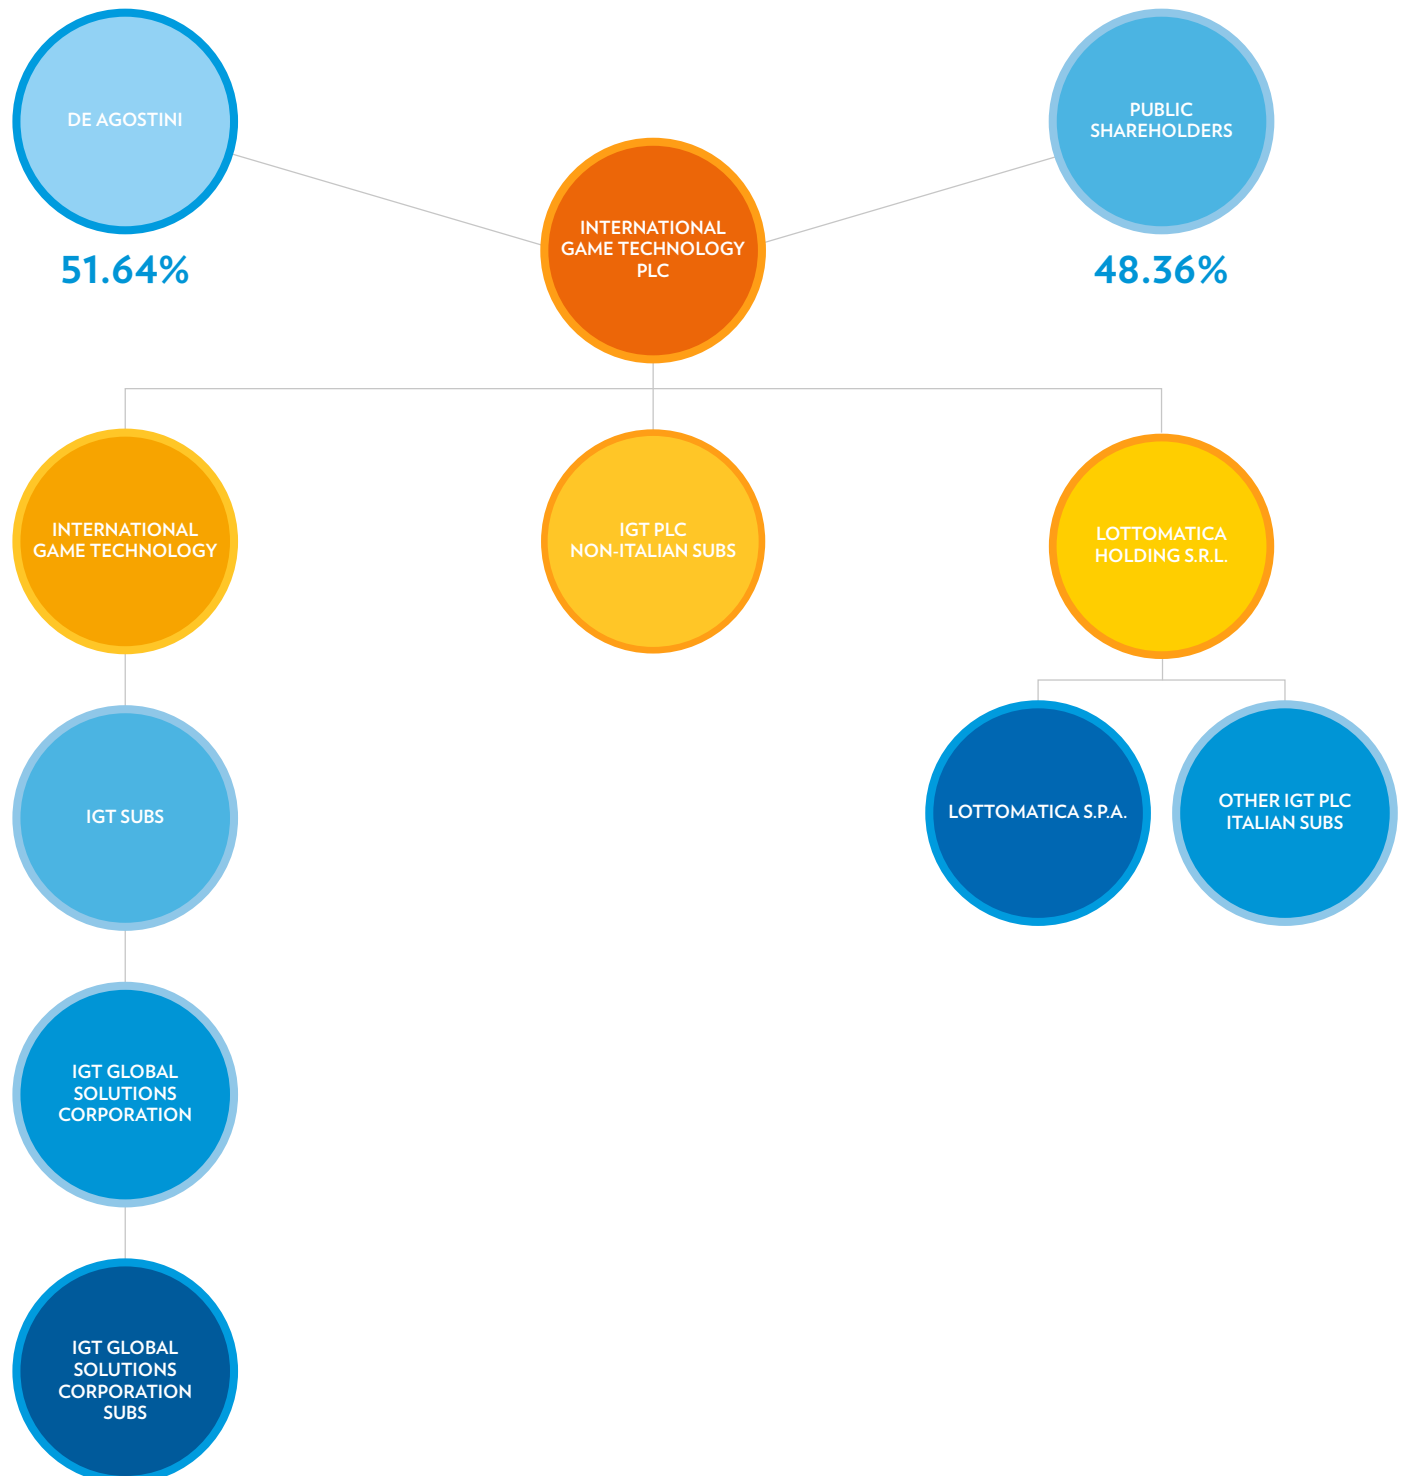 DE AGOSTINI
51.64%
PUBLIC
SHAREHOLDERS
48.36%
INTERNATIONAL
GAME TECHNOLOGY
PLC
INTERNATIONAL
GAME TECHNOLOGY
IGT PLC
NON-ITALIAN SUBS
LOTTOMATICA
HOLDING S.R.L.
IGT SUBS
LOTTOMATICA S.P.A.
OTHER IGT PLC
ITALIAN SUBS
IGT GLOBAL
SOLUTIONS
CORPORATION
IGT GLOBAL
SOLUTIONS
CORPORATION
SUBS